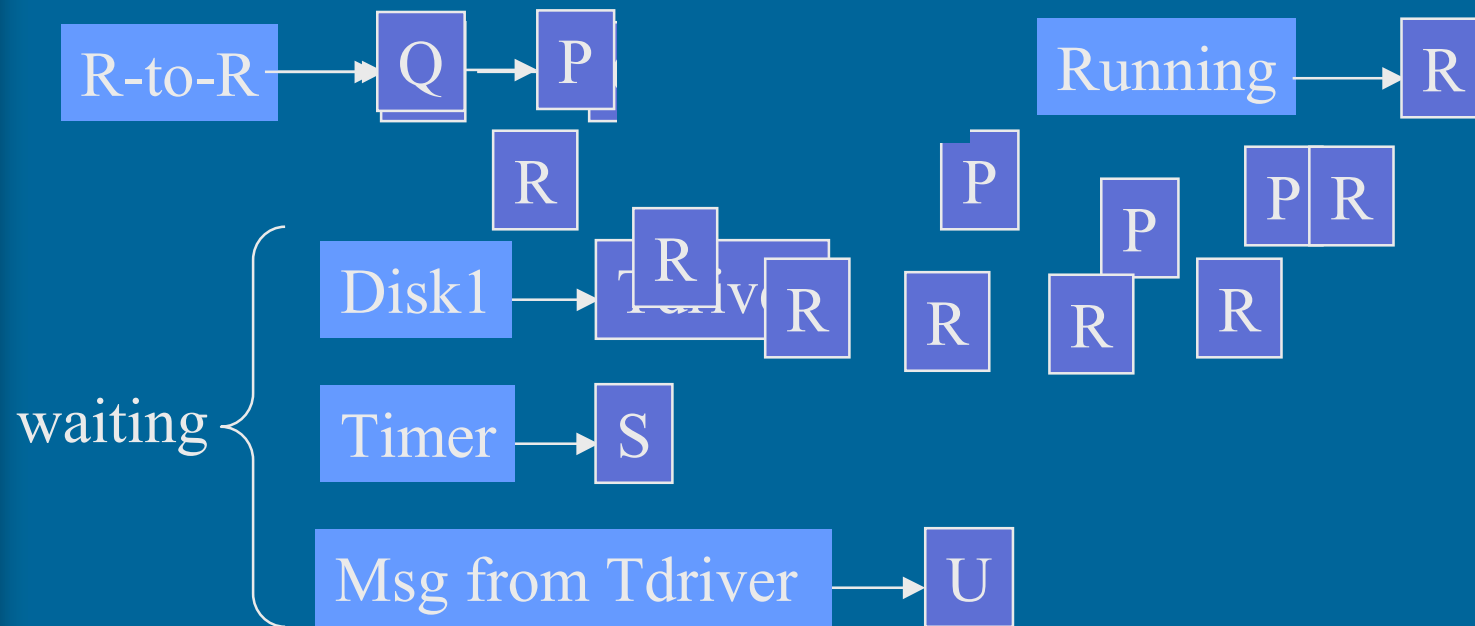 R-to-R Q P Running R
R P P P R
Disk1 R R R R R
waiting Timer S
Msg from Tdriver U